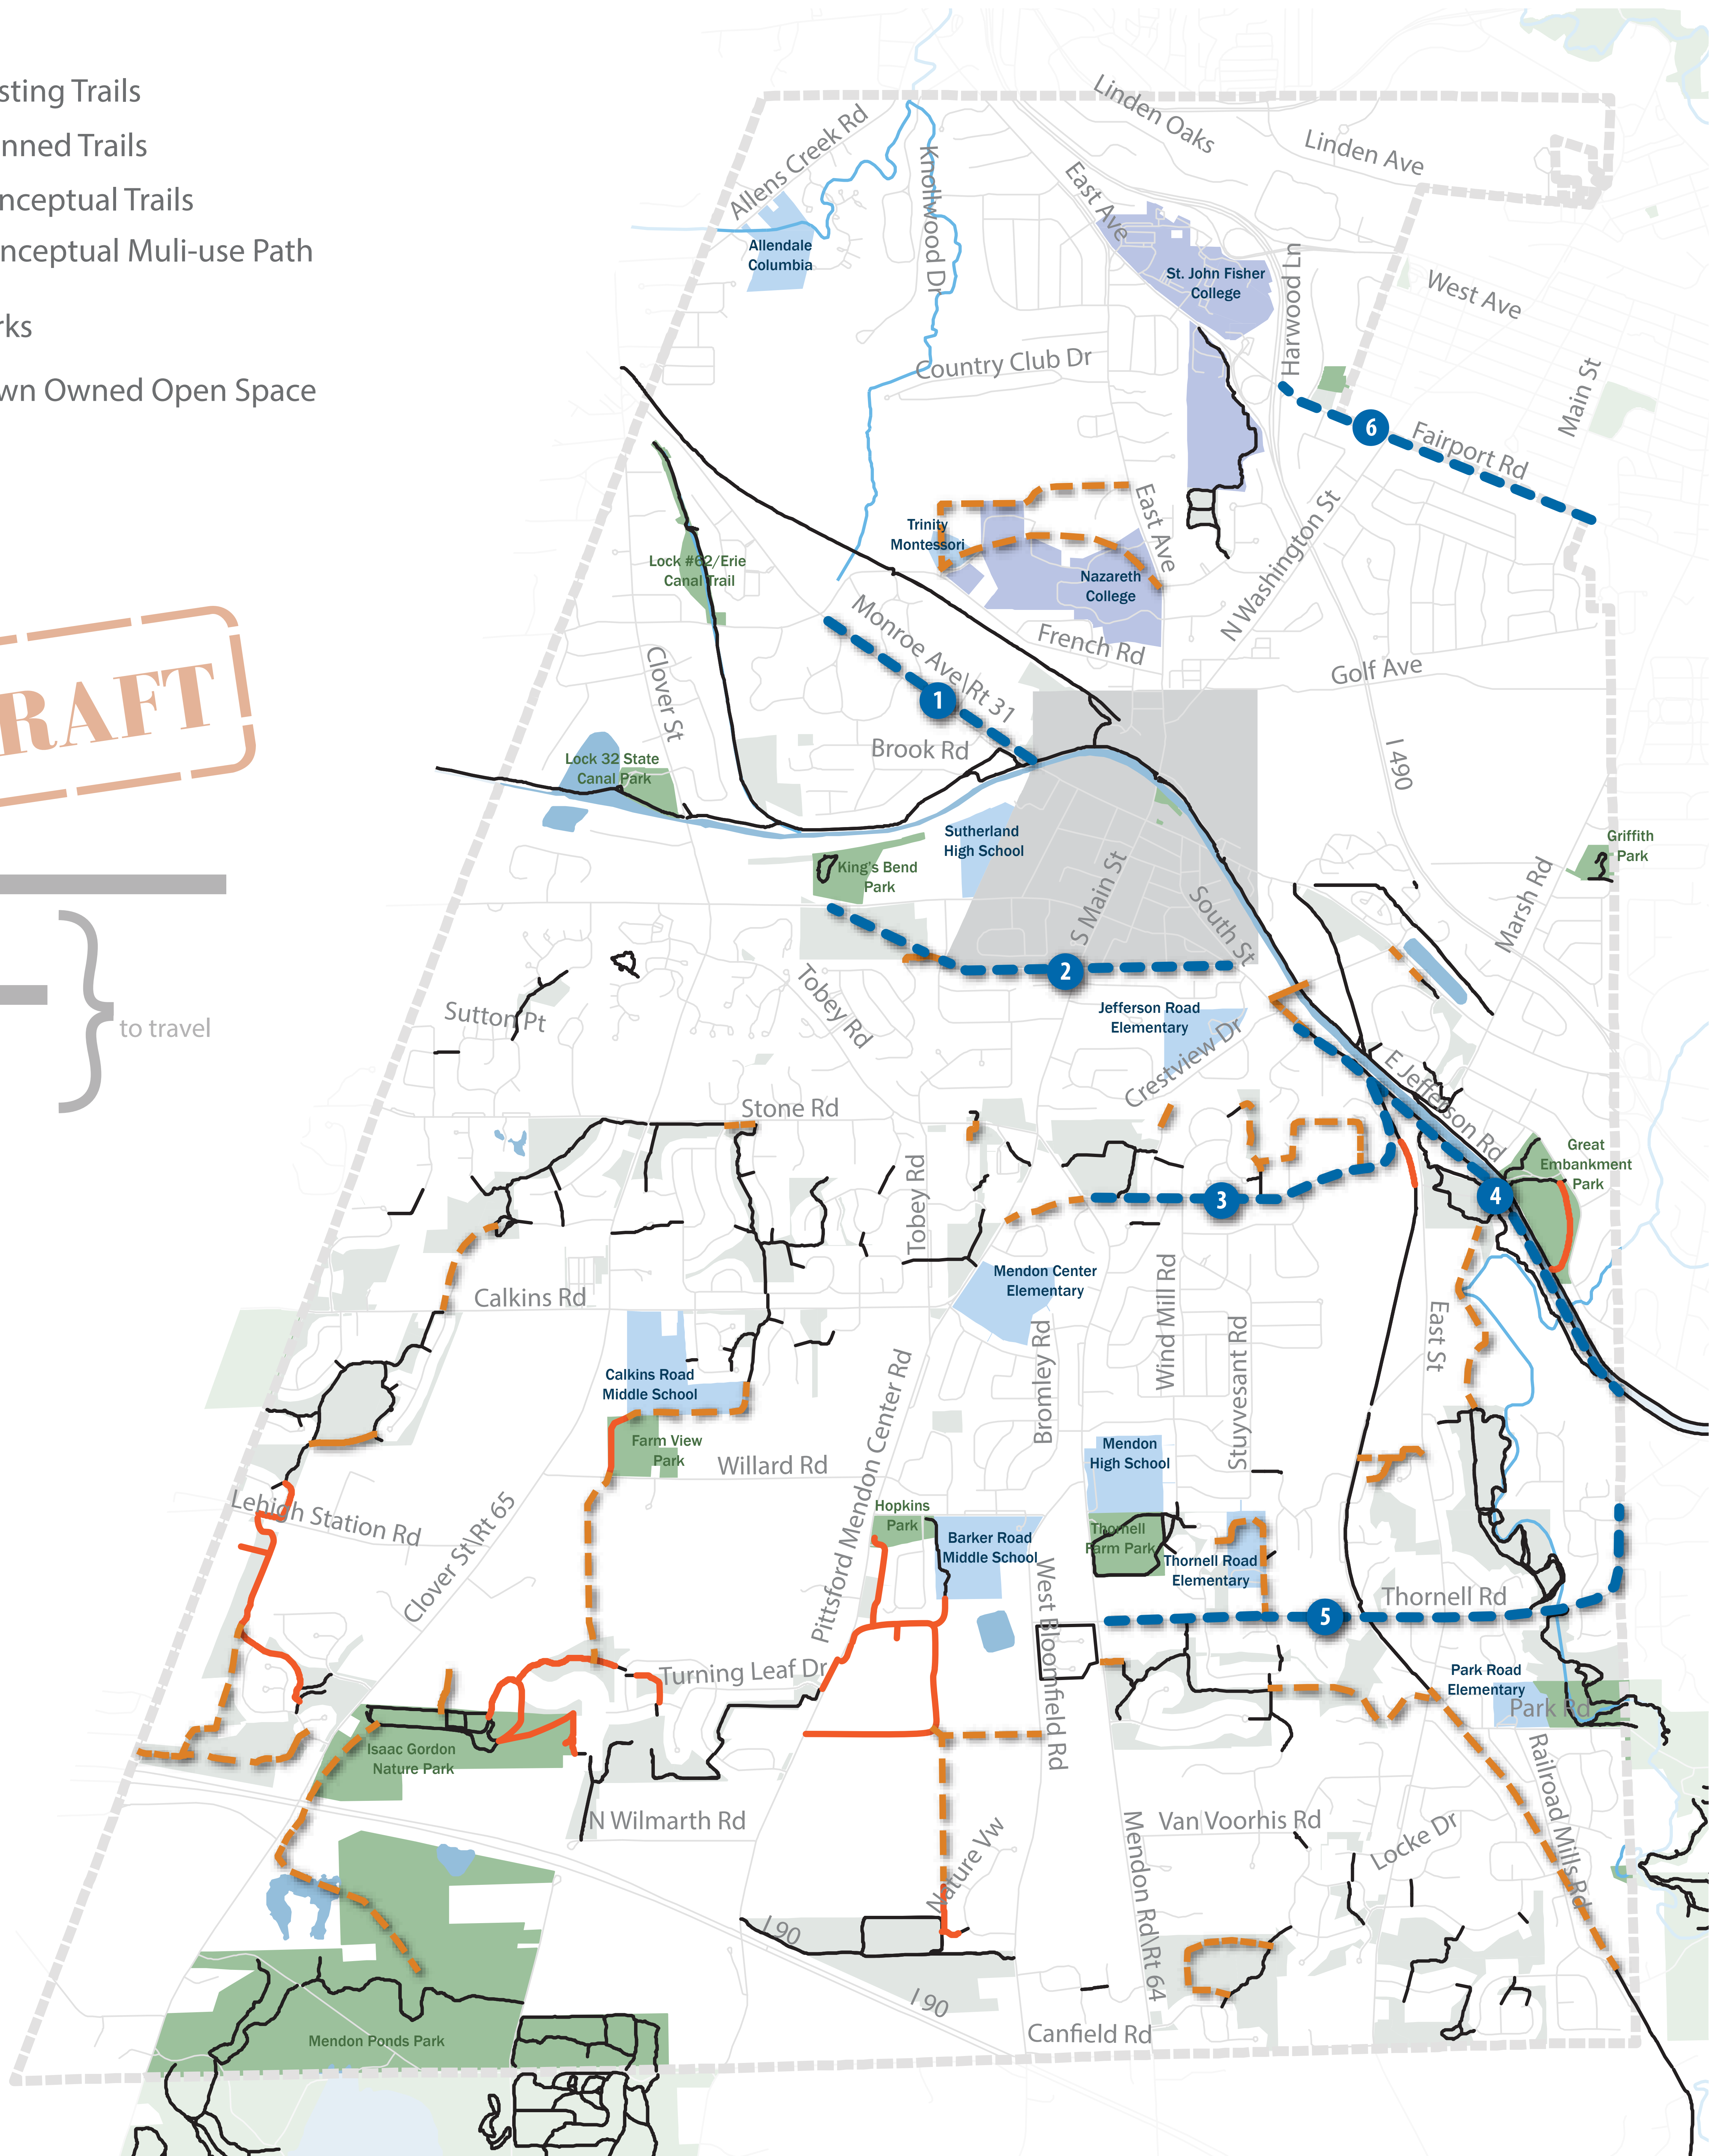 sting Trails
nned Trails
nceptual Trails
nceptual Muli-use Path
rks
wn Owned Open Space
RAFT
to travel
Linden Oaks
Linden Ave
Allens Creek Rd
Knollwood Dr
East Ave
Allendale
Columbia
St. John Fisher
College
Harwood Ln
West Ave
Country Club Dr
Main St
6
Fairport Rd
East Ave
Trinity
Montessori
Nazareth
College
N Washington St
Lock #62/Erie
Canal Trail
Monroe Ave\Rt 31
French Rd
Golf Ave
Clover St
1
Brook Rd
I 490
Lock 32 State
Canal Park
Sutherland
High School
Griffith
Park
King's Bend
Park
S Main St
South St
Marsh Rd
2
Tobey Rd
Sutton Pt
Jefferson Road
Elementary
Crestview Dr
E Jefferson Rd
Stone Rd
Great
Embankment
Park
Tobey Rd
3
4
Mendon Center
Elementary
Wind Mill Rd
Calkins Rd
East St
Bromley Rd
Stuyvesant Rd
Calkins Road
Middle School
Pittsford Mendon Center Rd
Farm View
Park
Willard Rd
Mendon
High School
Lehigh Station Rd
Clover St\Rt 65
Hopkins
Park
Barker Road
Middle School
Thornell
Farm Park
Thornell Road
Elementary
West Bloomfield Rd
Thornell Rd
5
Turning Leaf Dr
Park Road
Elementary
Park Rd
Isaac Gordon
Nature Park
Railroad Mills Rd
N Wilmarth Rd
Van Voorhis Rd
Locke Dr
Mendon Rd\Rt 64
Nature Vw
I 90
I 90
Canfield Rd
Mendon Ponds Park